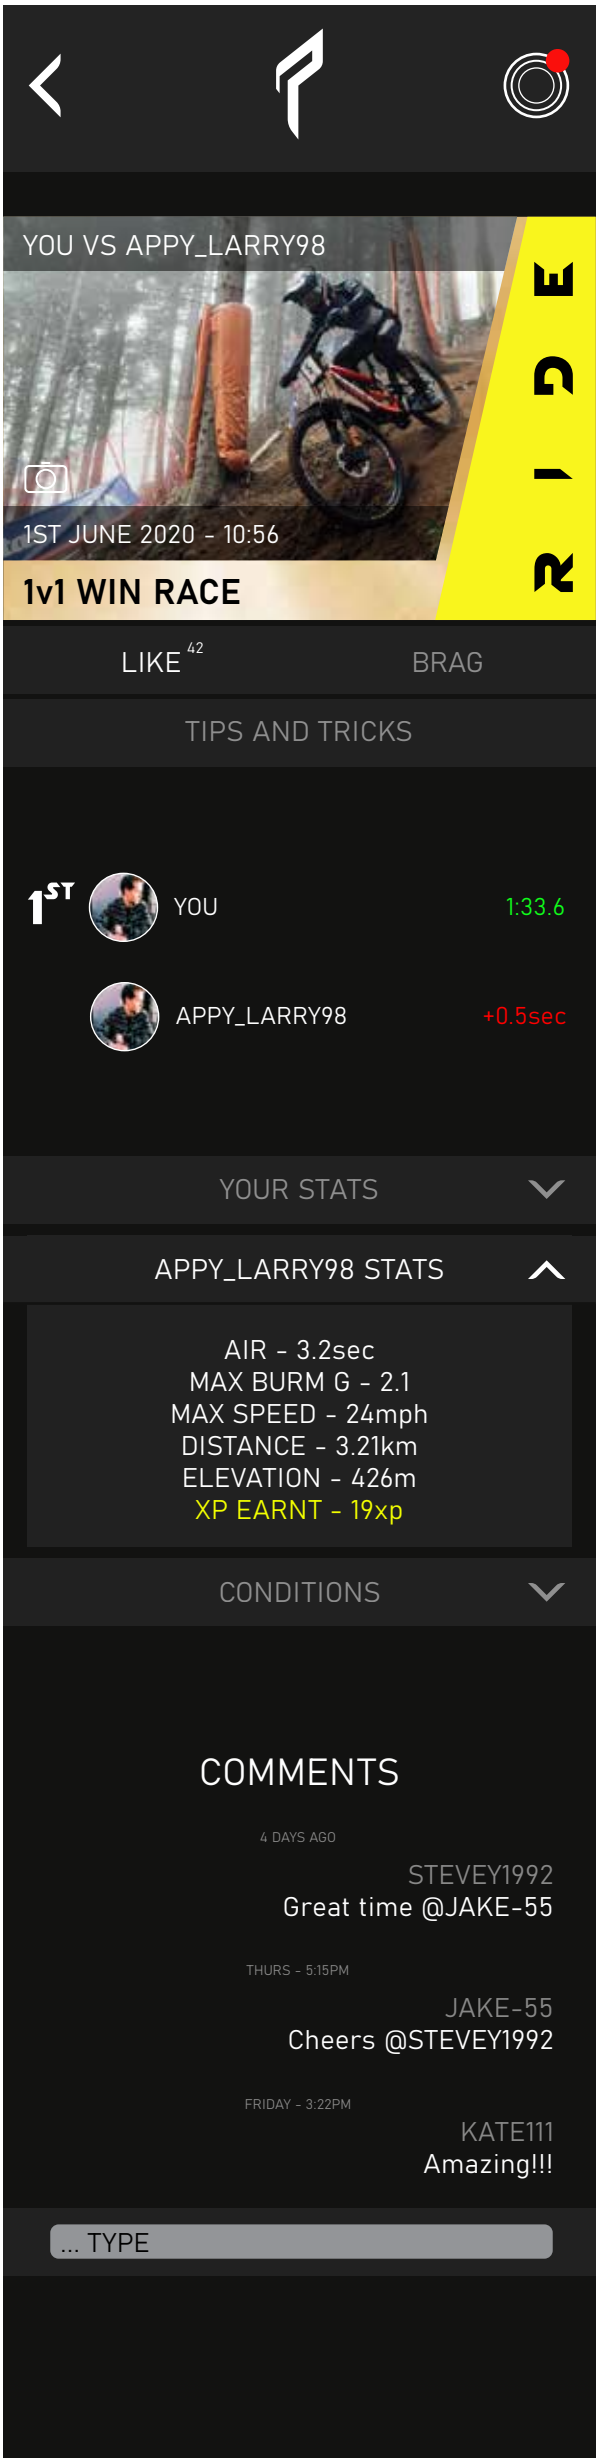 YOU VS APPY_LARRY98
RIDE
1ST JUNE 2020 - 10:56
1v1 WIN RACE
LIKE 42
BRAG
TIPS AND TRICKS
1ST YOU 1:33.6
APPY_LARRY98 +0.5sec
YOUR STATS
APPY_LARRY98 STATS
AIR - 3.2sec
MAX BURM G - 2.1
MAX SPEED - 24mph
DISTANCE - 3.21km
ELEVATION - 426m
XP EARNT - 19xp
CONDITIONS
COMMENTS
4 DAYS AGO
STEVEY1992
Great time @JAKE-55
THURS - 5:15PM
JAKE-55
Cheers @STEVEY1992
FRIDAY - 3:22PM
KATE111
Amazing!!!
... TYPE